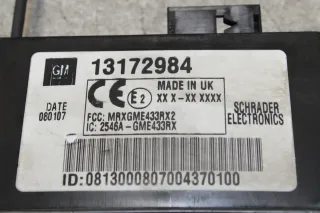 GM
13172984
MADE IN UK
E2
XX X-XX XXXX
DATE
080107
FCC: MRXGME433RX2
IC: 2546A-GME433RX
SCHRADER
ELECTRONICS
ID: 0813000807004370100